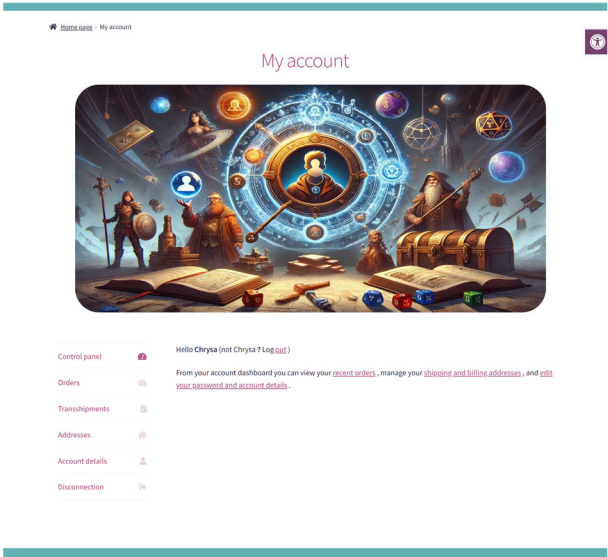 Home page › My account
My account
Hello Chrysa (not Chrysa ? Log out )
From your account dashboard you can view your recent orders , manage your shipping and billing addresses , and edit
your password and account details .
Control panel
Orders
Transshipments
Addresses
Account details
Disconnection